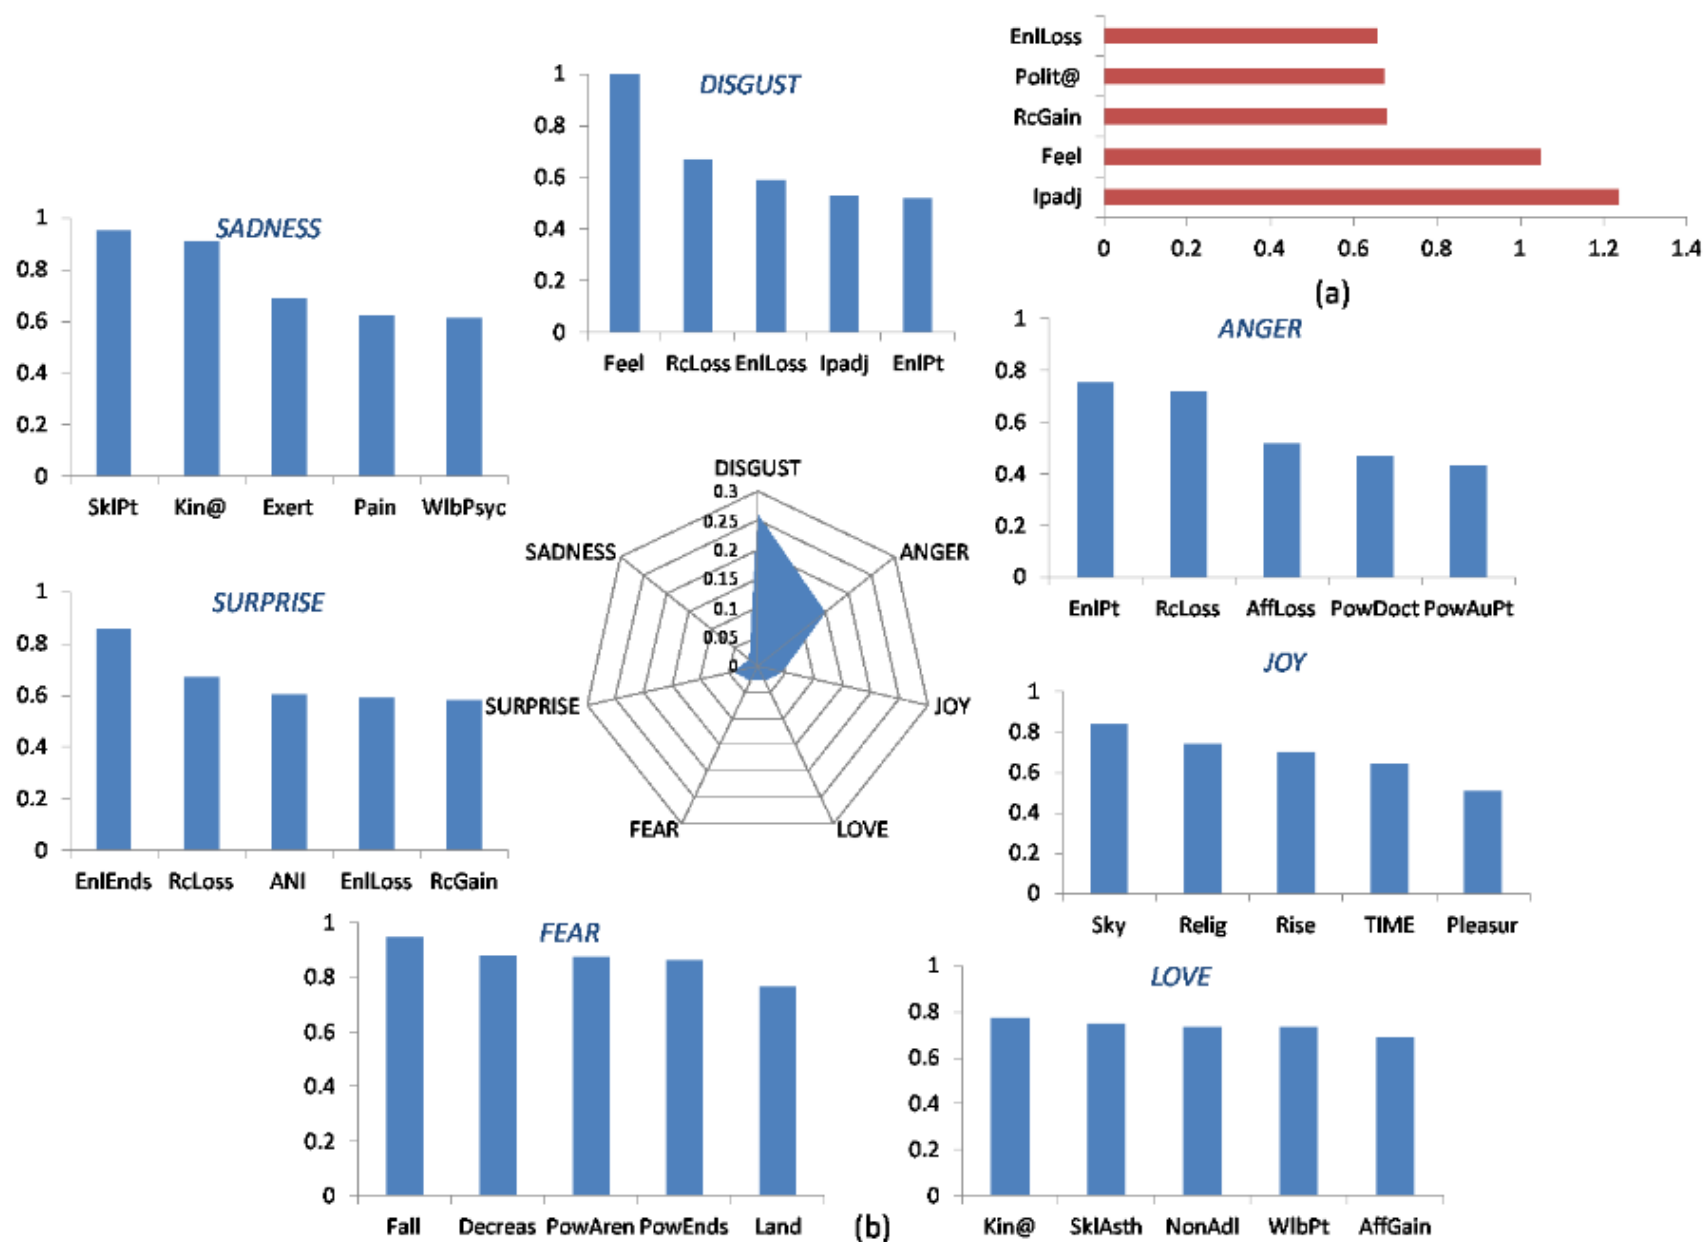 EnlLoss
Polit@
RcGain
Feel
Ipadj
0 0.2 0.4 0.6 0.8 1 1.2 1.4
(a)
DISGUST
1
0.8
0.6
0.4
0.2
0
Feel RcLoss EnlLoss Ipadj EnlPt
SADNESS
1
0.8
0.6
0.4
0.2
0
SklPt Kin@ Exert Pain WlbPsyc
ANGER
1
0.8
0.6
0.4
0.2
0
EnlPt RcLoss AffLoss PowDoct PowAuPt
DISGUST
0.3
0.25
0.2
0.15
0.1
0.05
0
SADNESS
ANGER
SURPRISE
JOY
FEAR
LOVE
SURPRISE
1
0.8
0.6
0.4
0.2
0
EnlEnds RcLoss ANI EnlLoss RcGain
JOY
1
0.8
0.6
0.4
0.2
0
Sky Relig Rise TIME Pleasur
FEAR
1
0.8
0.6
0.4
0.2
0
Fall Decreas PowAren PowEnds Land
LOVE
1
0.8
0.6
0.4
0.2
0
Kin@ SklAsth NonAdl WlbPt AffGain
(b)